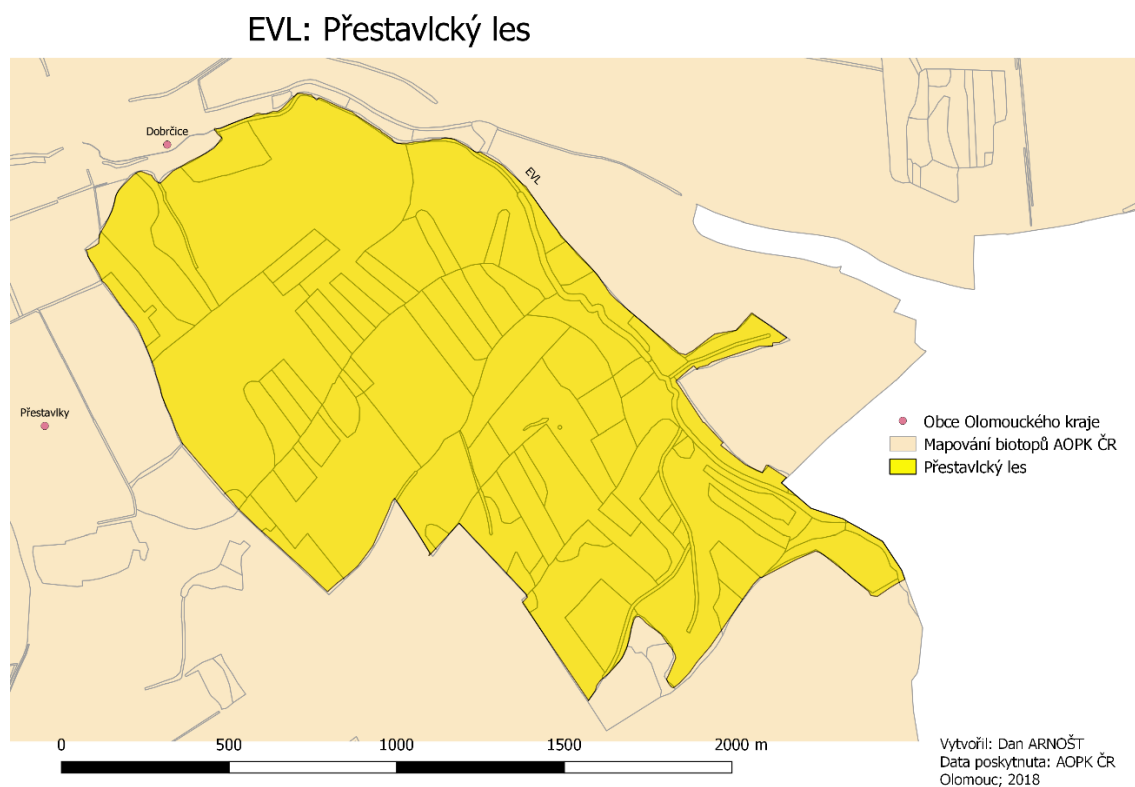 EVL: Přestavlcký les
Dobrčice
EVL
Přestavlky
Obce Olomouckého kraje
Mapování biotopů AOPK ČR
Přestavlcký les
0 500 1000 1500 2000 m
Vytvořil: Dan ARNOŠT
Data poskytnuta: AOPK ČR
Olomouc; 2018